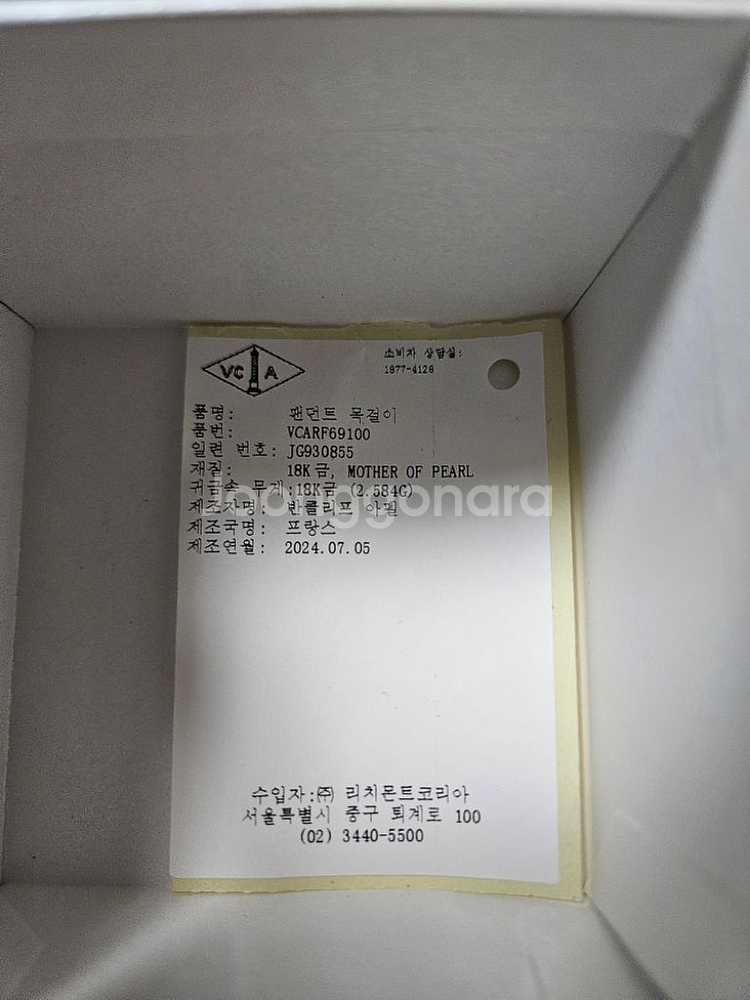 VC A
소비자 상담실:
1877-4128
품명: 팬던트 목걸이
품번: VCARF69100
일련 번호: JG930855
재질: 18K금, MOTHER OF PEARL
귀금속 무게:18K금 (2.584G)
제조자명: 반클리프 아펠
제조국명: 프랑스
제조연월: 2024.07.05
joonggonara
수입자:㈜ 리치몬트코리아
서울특별시 중구 퇴계로 100
(02) 3440-5500